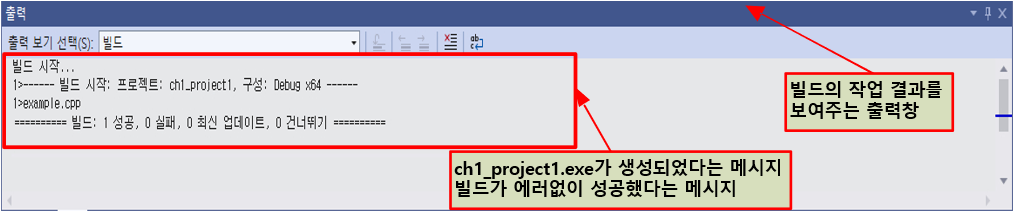 출력
출력 보기 선택(S): 빌드
빌드 시작...
1>------ 빌드 시작: 프로젝트: ch1_project1, 구성: Debug x64 ------
1>example.cpp
========== 빌드: 1 성공, 0 실패, 0 최신 업데이트, 0 건너뛰기 ==========
빌드의 작업 결과를
보여주는 출력창
ch1_project1.exe가 생성되었다는 메시지
빌드가 에러없이 성공했다는 메시지